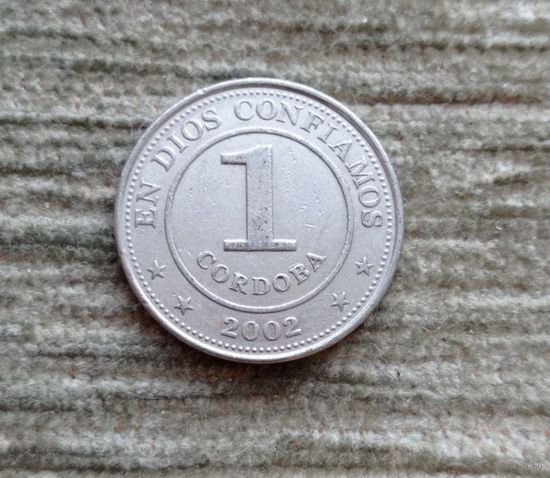 EN DIOS CONFIAMOS
1
CORDOBA
2002